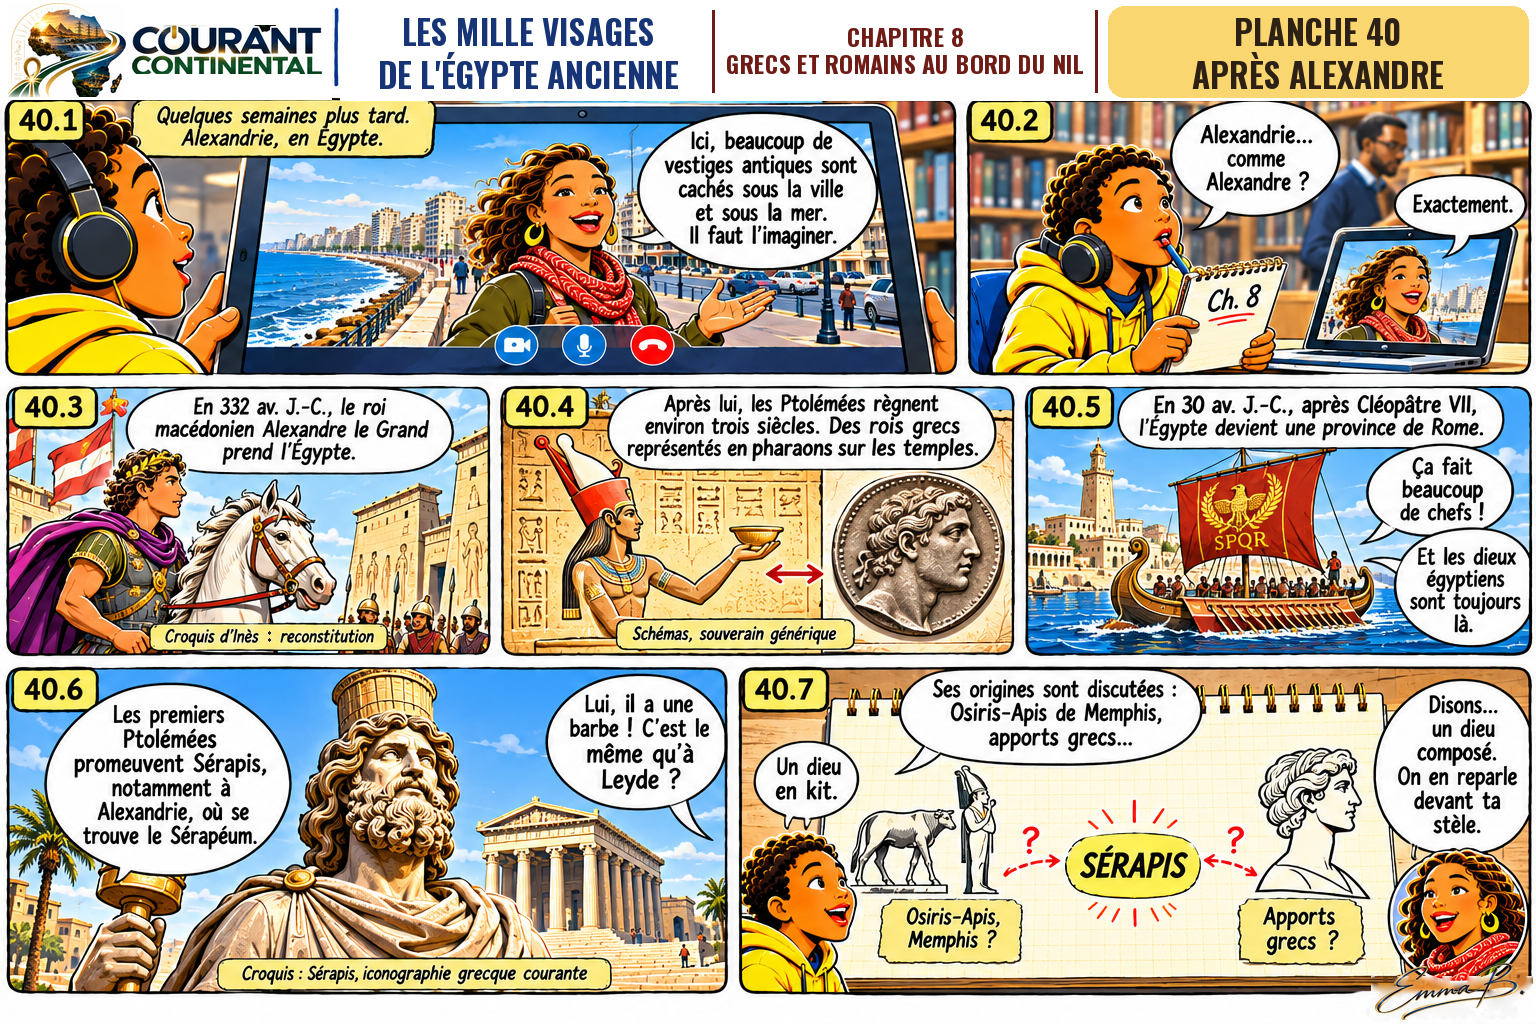 COURANT
CONTINENTAL
LES MILLE VISAGES
DE L'ÉGYPTE ANCIENNE
CHAPITRE 8
GRECS ET ROMAINS AU BORD DU NIL
PLANCHE 40
APRÈS ALEXANDRE
40.1
Quelques semaines plus tard.
Alexandrie, en Égypte.
Ici, beaucoup de
vestiges antiques sont
cachés sous la ville
et sous la mer.
Il faut l'imaginer.
40.2
Alexandrie...
comme
Alexandre ?
Exactement.
Ch. 8
40.3
En 332 av. J.-C., le roi
macédonien Alexandre le Grand
prend l'Égypte.
Croquis d'Inès : reconstitution
40.4
Après lui, les Ptolémées règnent
environ trois siècles. Des rois grecs
représentés en pharaons sur les temples.
Schémas, souverain générique
40.5
En 30 av. J.-C., après Cléopâtre VII,
l'Égypte devient une province de Rome.
Ça fait
beaucoup
de chefs !
SPQR
Et les dieux
égyptiens
sont toujours
là.
40.6
Les premiers
Ptolémées
promeuvent Sérapis,
notamment à
Alexandrie, où se
trouve le Sérapéum.
Lui, il a une
barbe ! C'est le
même qu'à
Leyde ?
Croquis : Sérapis, iconographie grecque courante
40.7
Ses origines sont discutées :
Osiris-Apis de Memphis,
apports grecs...
Un dieu
en kit.
Disons...
un dieu
composé.
On en reparle
devant ta
stèle.
?
?
SÉRAPIS
Osiris-Apis,
Memphis ?
Apports
grecs ?
Emma B.